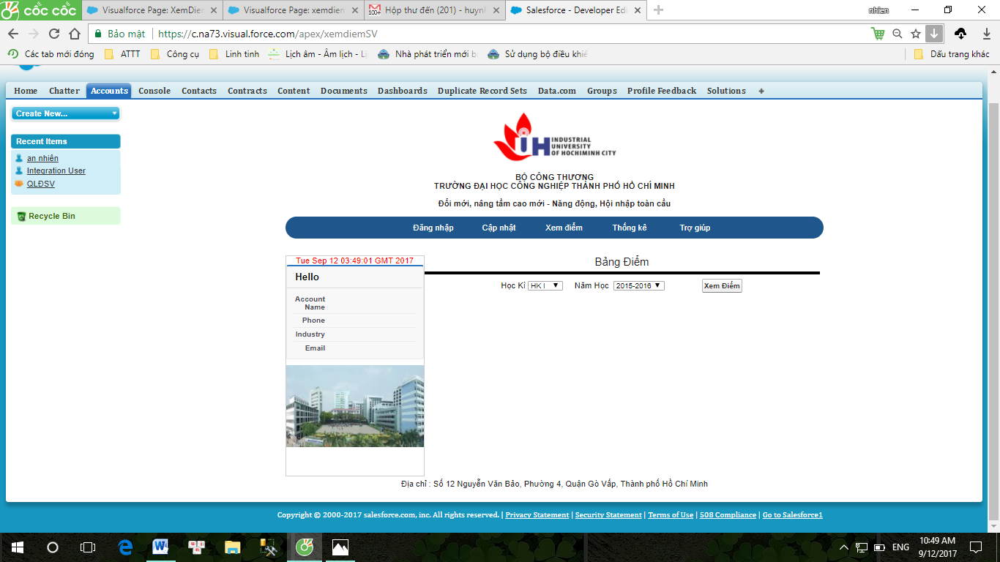 cốc cốc Visualforce Page: XemDiem Visualforce Page: xemdiem Hộp thư đến (201) - huynh Salesforce - Developer Edi nhien
Bảo mật https://c.na73.visual.force.com/apex/xemdiemSV
Các tab mới đóng ATTT Công cụ Linh tinh Lịch âm - Âm lịch - Lị Nhà phát triển mới b Sử dụng bộ điều khiể Dấu trang khác
Home Chatter Accounts Console Contacts Contracts Content Documents Dashboards Duplicate Record Sets Data.com Groups Profile Feedback Solutions +
Create New...
Recent Items
an nhiên
Integration User
QLĐSV
Recycle Bin
IUH INDUSTRIAL
UNIVERSITY
OF HOCHIMINH CITY
BỘ CÔNG THƯƠNG
TRƯỜNG ĐẠI HỌC CÔNG NGHIỆP THÀNH PHỐ HỒ CHÍ MINH
Đổi mới, nâng tầm cao mới - Năng động, Hội nhập toàn cầu
Đăng nhập Cập nhật Xem điểm Thống kê Trợ giúp
Tue Sep 12 03:49:01 GMT 2017
Hello
Account
Name
Phone
Industry
Email
Bảng Điểm
Học Kì HK I Năm Học 2015-2016 Xem Điểm
Địa chỉ : Số 12 Nguyễn Văn Bảo, Phường 4, Quận Gò Vấp, Thành phố Hồ Chí Minh
Copyright © 2000-2017 salesforce.com, inc. All rights reserved. | Privacy Statement | Security Statement | Terms of Use | 508 Compliance | Go to Salesforce1
ENG 10:49 AM
9/12/2017